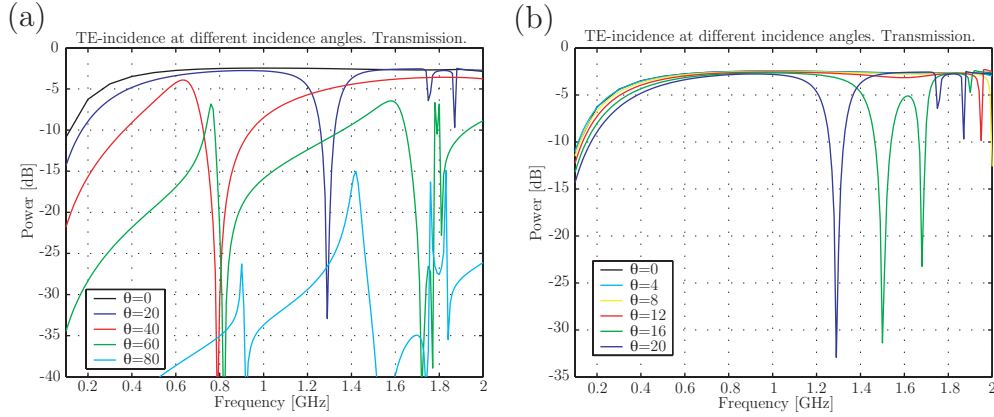 (a)
TE-incidence at different incidence angles. Transmission.
0
-5
-10
-15
-20
-25
-30
-35
-40
Power [dB]
θ=0
θ=20
θ=40
θ=60
θ=80
0.2 0.4 0.6 0.8 1 1.2 1.4 1.6 1.8 2
Frequency [GHz]
(b)
TE-incidence at different incidence angles. Transmission.
0
-5
-10
-15
-20
-25
-30
-35
Power [dB]
θ=0
θ=4
θ=8
θ=12
θ=16
θ=20
0.2 0.4 0.6 0.8 1 1.2 1.4 1.6 1.8 2
Frequency [GHz]